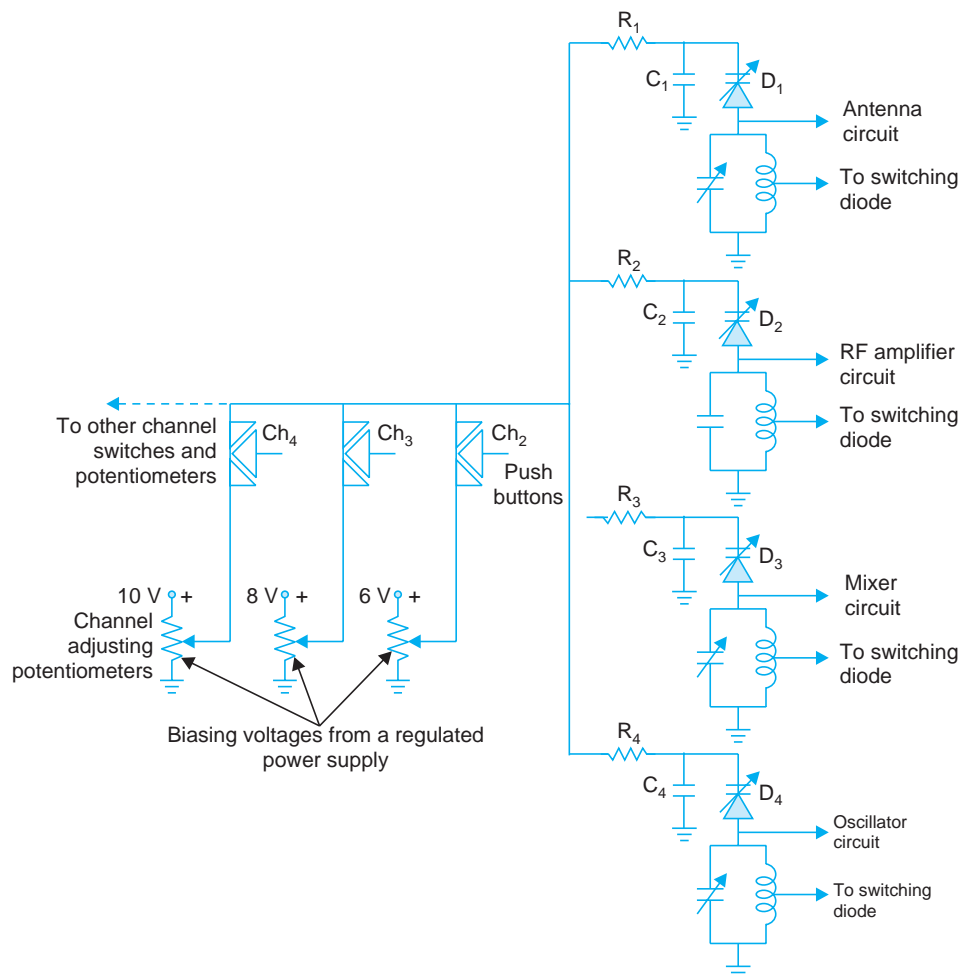 R1
C1
D1
Antenna
circuit
To switching
diode
R2
C2
D2
RF amplifier
circuit
To switching
diode
To other channel
switches and
potentiometers
Ch4
Ch3
Ch2
Push
buttons
R3
C3
D3
Mixer
circuit
To switching
diode
10 V +
8 V +
6 V +
Channel
adjusting
potentiometers
Biasing voltages from a regulated
power supply
R4
C4
D4
Oscillator
circuit
To switching
diode